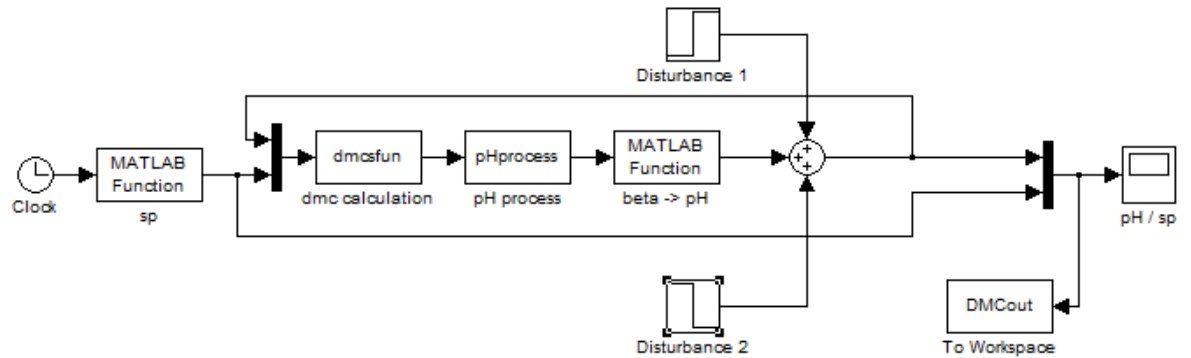 Disturbance 1
MATLAB
Function
dmcsfun
pHprocess
MATLAB
Function
+
+
+
Clock
sp
dmc calculation
pH process
beta -> pH
pH / sp
DMCout
Disturbance 2
To Workspace